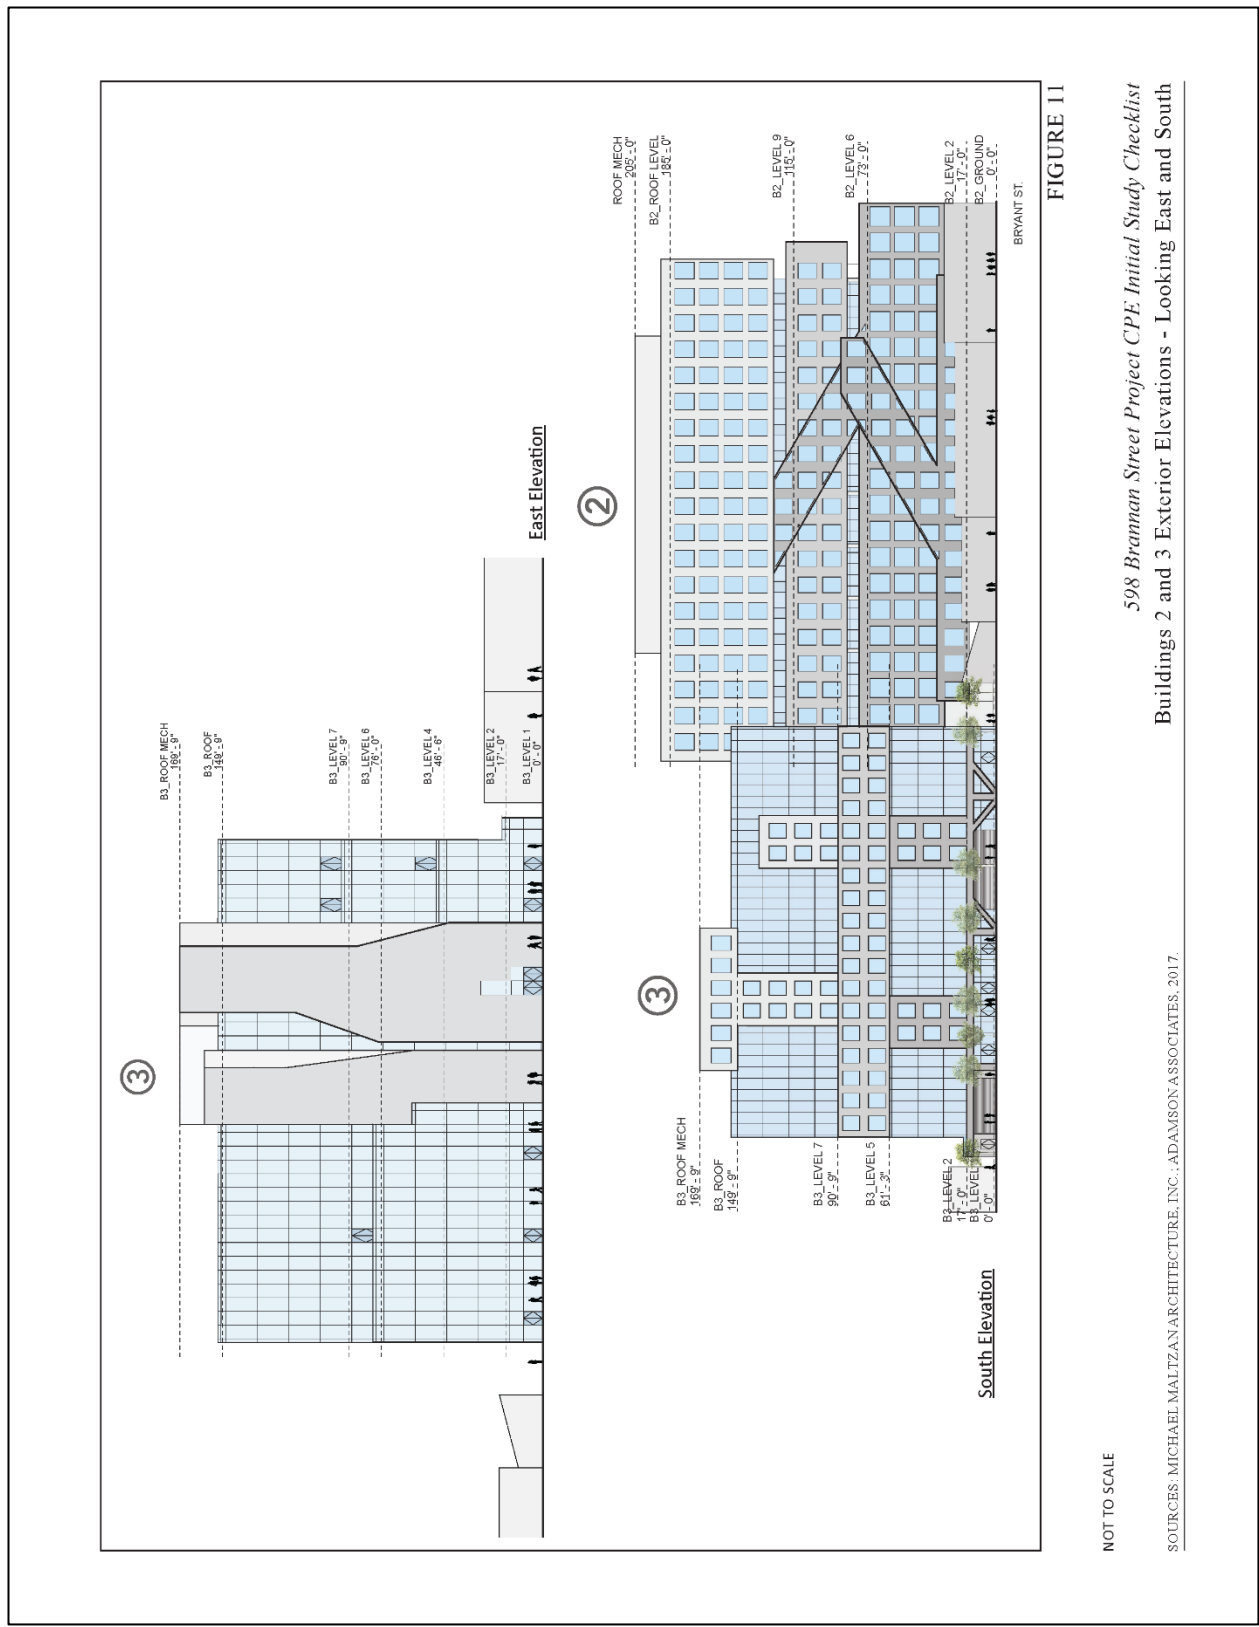 ③
B3_ROOF MECH
169' - 9"
B3_ROOF
149' - 9"
B3_LEVEL 7
90' - 9"
B3_LEVEL 6
76' - 0"
B3_LEVEL 4
46' - 6"
B3_LEVEL 2
17' - 0"
B3_LEVEL 1
0' - 0"
East Elevation
②
③
ROOF MECH
205' - 0"
B2_ROOF LEVEL
185' - 0"
B2_LEVEL 9
115' - 0"
B2_LEVEL 6
73' - 0"
B2_LEVEL 2
17' - 0"
B2_GROUND
0' - 0"
BRYANT ST.
B3_ROOF MECH
169' - 9"
B3_ROOF
149' - 9"
B3_LEVEL 7
90' - 9"
B3_LEVEL 5
61' - 3"
B3_LEVEL 2
17' - 0"
B3_LEVEL
0' - 0"
South Elevation
FIGURE 11
NOT TO SCALE
598 Brannan Street Project CPE Initial Study Checklist
Buildings 2 and 3 Exterior Elevations - Looking East and South
SOURCES: MICHAEL MALTZAN ARCHITECTURE, INC.; ADAMSON ASSOCIATES, 2017.